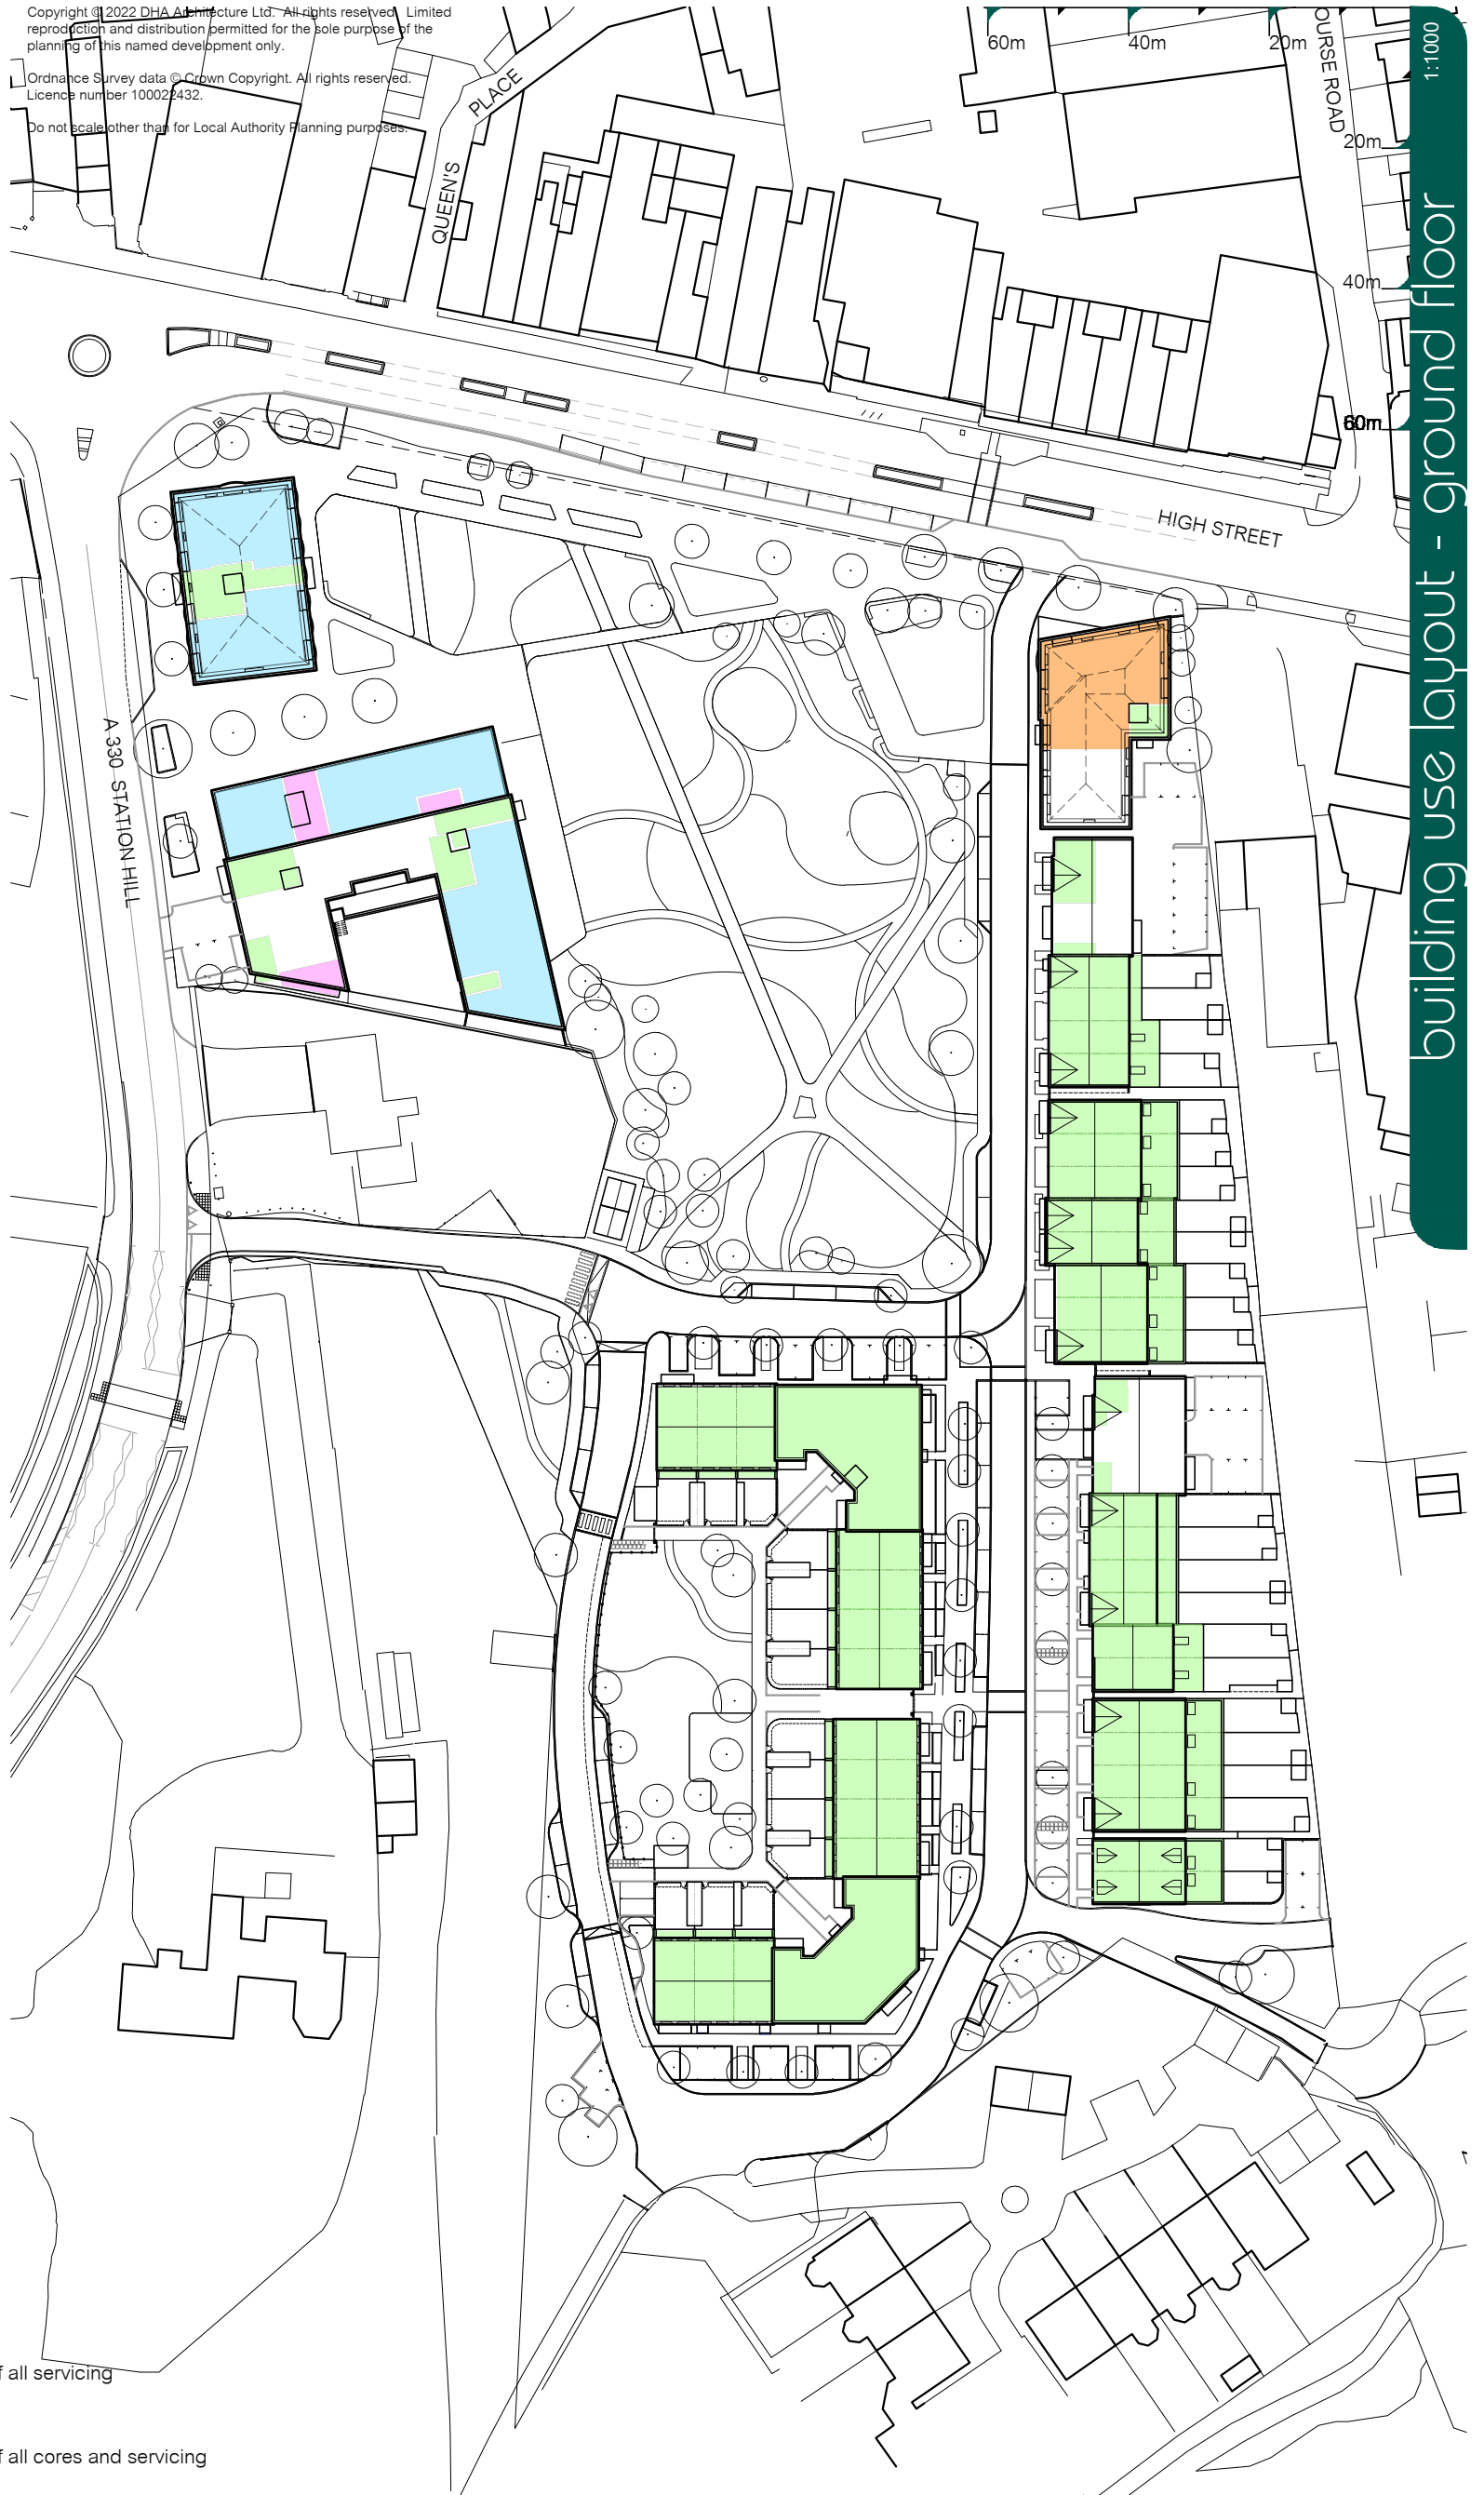 Copyright © 2022 DHA Architecture Ltd. All rights reserved. Limited
reproduction and distribution permitted for the sole purpose of the
planning of this named development only.
Ordnance Survey data © Crown Copyright. All rights reserved.
Licence number 100022432.
Do not scale other than for Local Authority Planning purposes.
60m
40m
20m
1:1000
OURSE ROAD
20m
40m
60m
QUEEN'S
PLACE
HIGH STREET
A 330 STATION HILL
building use layout - ground floor
f all servicing
f all cores and servicing